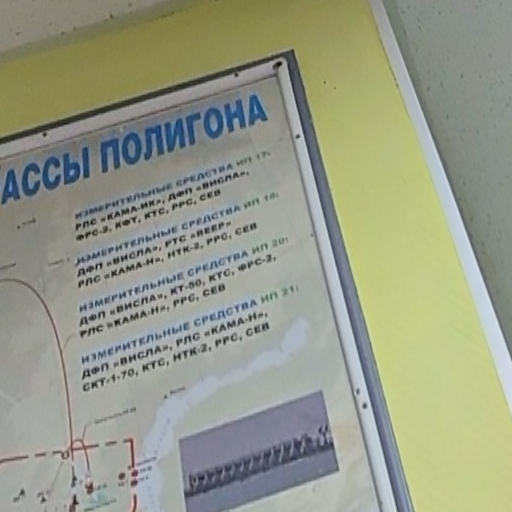 АССЫ ПОЛИГОНА
ИЗМЕРИТЕЛЬНЫЕ СРЕДСТВА ИП 17:
РЛС «КАМА-ИК», ДФП «ВИСЛА»,
ФРС-2, КФТ, КТС, РРС, СЕВ
ИЗМЕРИТЕЛЬНЫЕ СРЕДСТВА ИП 18:
ДФП «ВИСЛА», РТС «ВЕЕР»
РЛС «КАМА-Н», НТК-2, РРС, СЕВ
ИЗМЕРИТЕЛЬНЫЕ СРЕДСТВА ИП 20:
ДФП «ВИСЛА», КТ-50, КТС, ФРС-2,
РЛС «КАМА-Н», РРС, СЕВ
ИЗМЕРИТЕЛЬНЫЕ СРЕДСТВА ИП 21:
ДФП «ВИСЛА», РЛС «КАМА-Н»,
СКТ-1-70, КТС, НТК-2, РРС, СЕВ